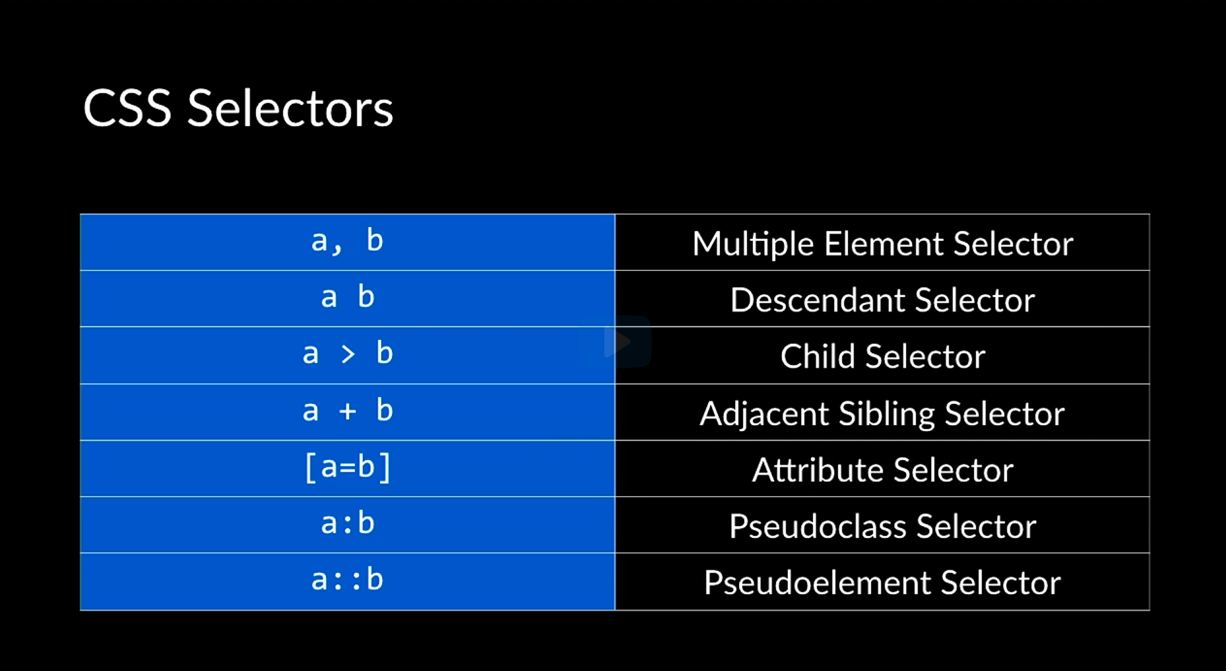 CSS Selectors
a, b Multiple Element Selector
a b Descendant Selector
a > b Child Selector
a + b Adjacent Sibling Selector
[a=b] Attribute Selector
a:b Pseudoclass Selector
a::b Pseudoelement Selector